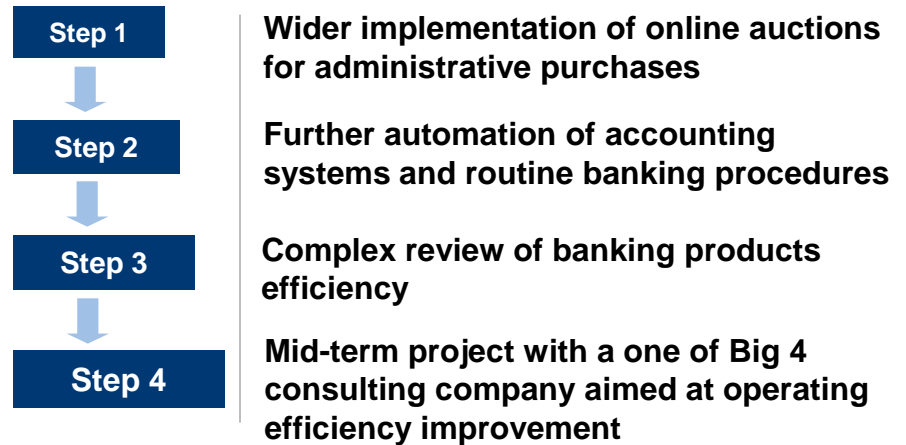 Step 1
Wider implementation of online auctions
for administrative purchases
Step 2
Further automation of accounting
systems and routine banking procedures
Step 3
Complex review of banking products
efficiency
Step 4
Mid-term project with a one of Big 4
consulting company aimed at operating
efficiency improvement